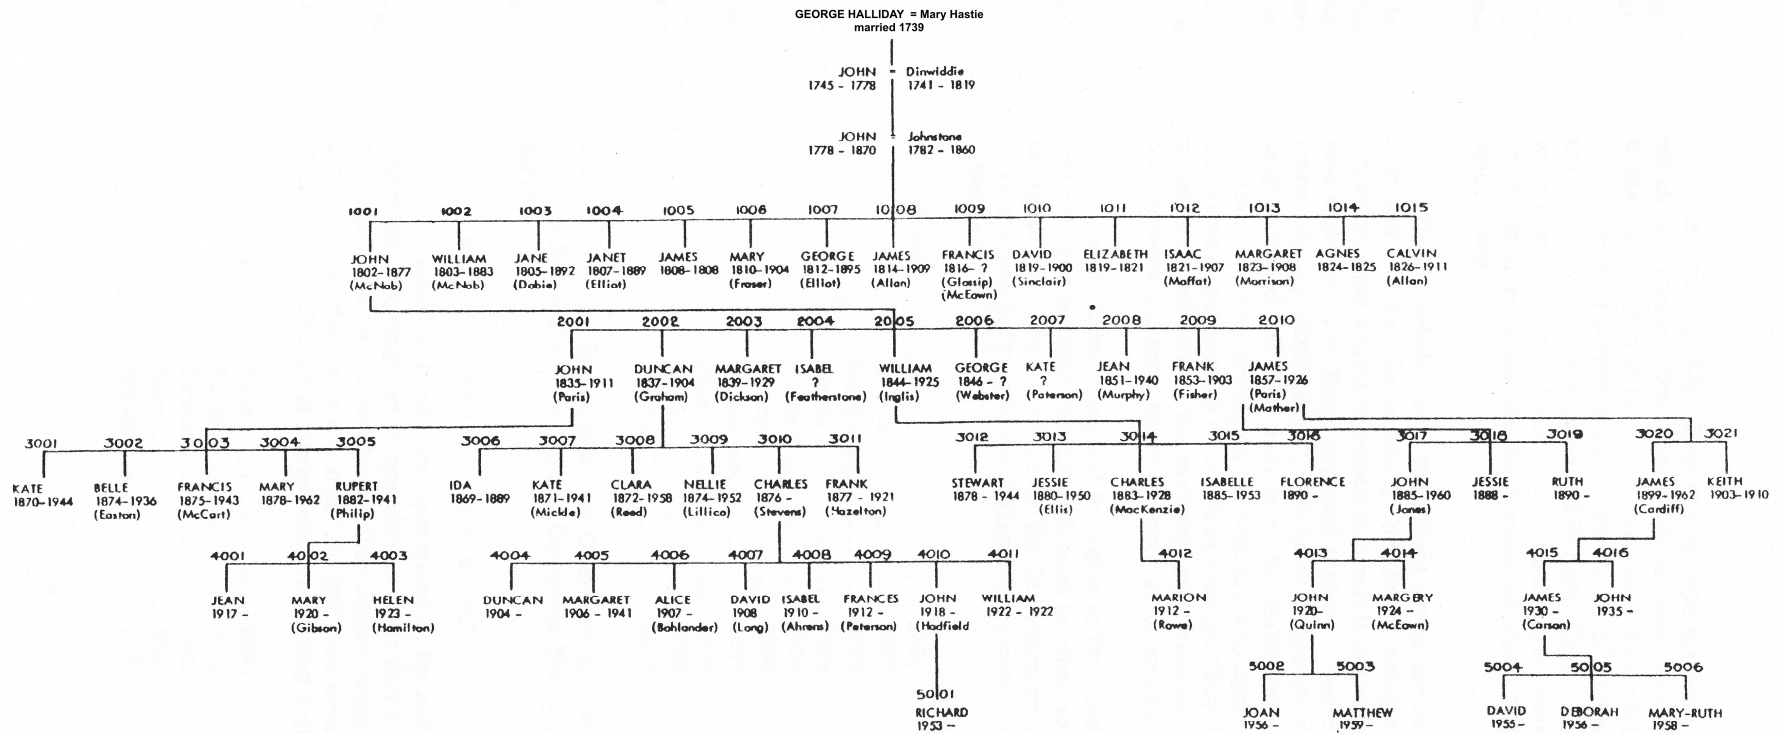 GEORGE HALLIDAY = Mary Hastie
married 1739
JOHN = Dinwiddie
1745 - 1778 1741 - 1819
JOHN = Johnstone
1778 - 1870 1782 - 1860
1001 1002 1003 1004 1005 1006 1007 1008 1009 1010 1011 1012 1013 1014 1015
JOHN WILLIAM JANE JANET JAMES MARY GEORGE JAMES FRANCIS DAVID ELIZABETH ISAAC MARGARET AGNES CALVIN
1802-1877 1803-1883 1805-1892 1807-1889 1808-1808 1810-1904 1812-1895 1814-1909 1816- ? 1819-1900 1819-1821 1821-1907 1823-1908 1824-1825 1826-1911
(McNab) (McNab) (Dobie) (Elliot) (Fraser) (Elliot) (Allan) (Glossip) (Sinclair) (Moffat) (Morrison) (Allan)
(McEown)
2001 2002 2003 2004 2005 2006 2007 2008 2009 2010
JOHN DUNCAN MARGARET ISABEL WILLIAM GEORGE KATE JEAN FRANK JAMES
1835-1911 1837-1904 1839-1929 ? 1844-1925 1846 - ? ? 1851-1940 1853-1903 1857-1926
(Paris) (Graham) (Dickson) (Featherstone) (Inglis) (Webster) (Paterson) (Murphy) (Fisher) (Paris)
(Mather)
3001 3002 3003 3004 3005 3006 3007 3008 3009 3010 3011 3012 3013 3014 3015 3016 3017 3018 3019 3020 3021
KATE BELLE FRANCIS MARY RUPERT IDA KATE CLARA NELLIE CHARLES FRANK STEWART JESSIE CHARLES ISABELLE FLORENCE JOHN JESSIE RUTH JAMES KEITH
1870-1944 1874-1936 1875-1943 1878-1962 1882-1941 1869-1889 1871-1941 1872-1958 1874-1952 1876 - 1877 - 1921 1878 - 1944 1880-1950 1883-1928 1885-1953 1890 - 1885-1960 1888 - 1890 - 1899-1962 1903-1910
(Easton) (McCart) (Philip) (Mickle) (Reed) (Lillico) (Stevens) (Hazelton) (Ellis) (MacKenzie) (Jones) (Cardiff)
4001 4002 4003 4004 4005 4006 4007 4008 4009 4010 4011 4012 4013 4014 4015 4016
JEAN MARY HELEN DUNCAN MARGARET ALICE DAVID ISABEL FRANCES JOHN WILLIAM MARION JOHN MARGERY JAMES JOHN
1917 - 1920 - 1923 - 1904 - 1906 - 1941 1907 - 1908 1910 - 1912 - 1918 - 1922 - 1922 1912 - 1920- 1924 - 1930 - 1935 -
(Gibson) (Hamilton) (Bohlander) (Long) (Ahrens) (Peterson) (Hadfield (Rowe) (Quinn) (McEown) (Carson)
5001 5002 5003 5004 5005 5006
RICHARD JOAN MATTHEW DAVID DEBORAH MARY-RUTH
1953 - 1956 - 1959 - 1955 - 1956 - 1958 -